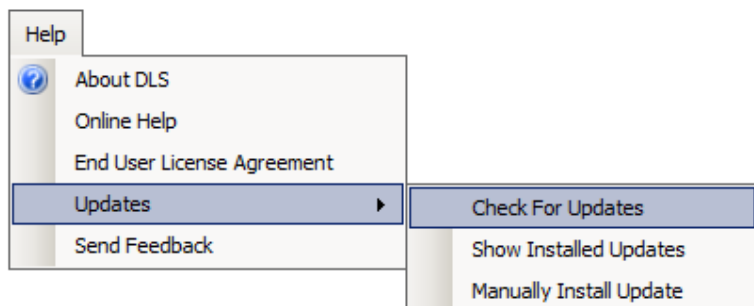 Help
About DLS
Online Help
End User License Agreement
Updates
Check For Updates
Send Feedback
Show Installed Updates
Manually Install Update